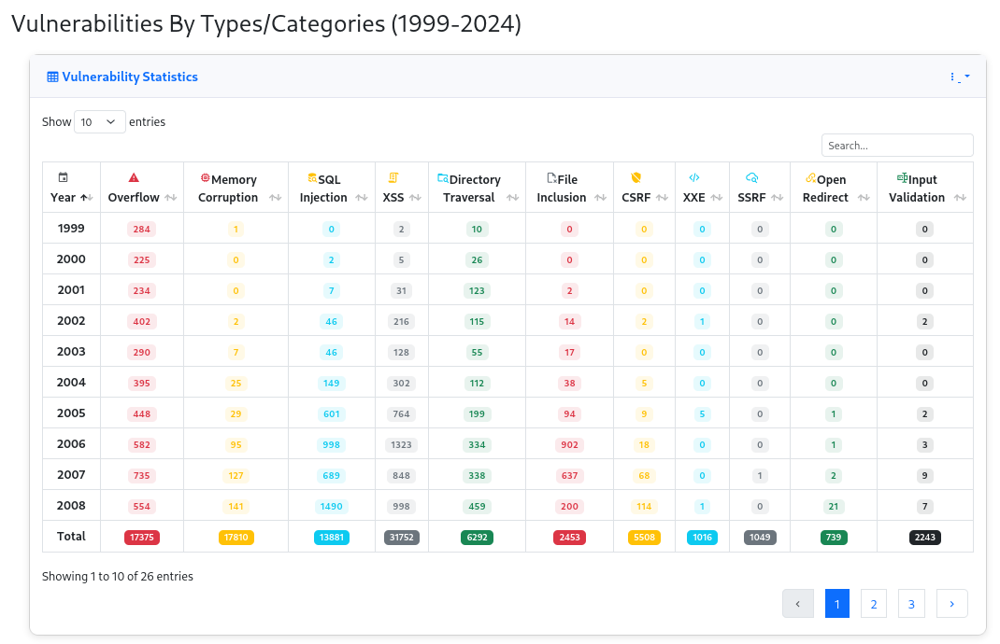 Vulnerabilities By Types/Categories (1999-2024)
Vulnerability Statistics
Show 10 entries
Search...
Year Overflow Memory Corruption SQL Injection XSS Directory Traversal File Inclusion CSRF XXE SSRF Open Redirect Input Validation
1999 284 1 0 2 10 0 0 0 0 0 0
2000 225 0 2 5 26 0 0 0 0 0 0
2001 234 0 7 31 123 2 0 0 0 0 0
2002 402 2 46 216 115 14 2 1 0 0 2
2003 290 7 46 128 55 17 0 0 0 0 0
2004 395 25 149 302 112 38 5 0 0 0 0
2005 448 29 601 764 199 94 9 5 0 1 2
2006 582 95 998 1323 334 902 18 0 0 1 3
2007 735 127 689 848 338 637 68 0 1 2 9
2008 554 141 1490 998 459 200 114 1 0 21 7
Total 17375 17810 13881 31752 6292 2453 5508 1016 1049 739 2243
Showing 1 to 10 of 26 entries
‹ 1 2 3 ›